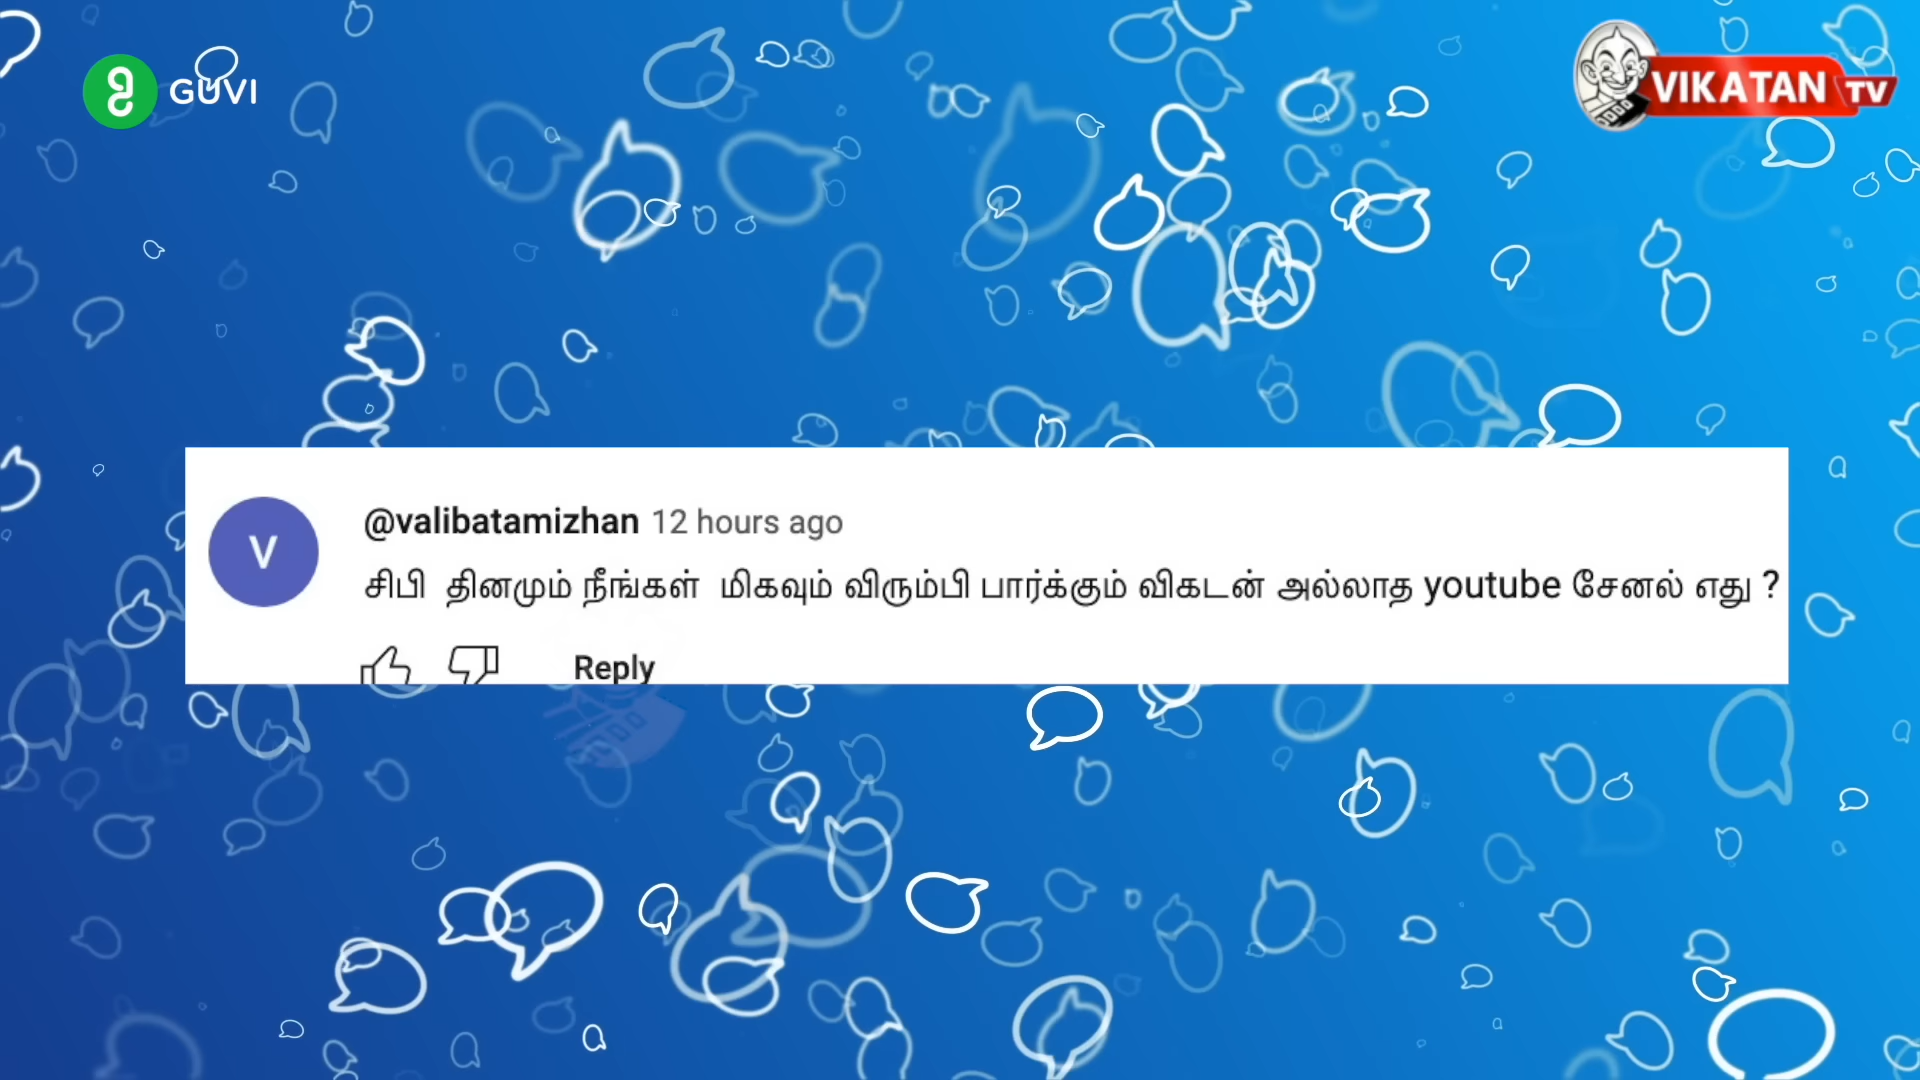 GUVI
VIKATAN TV
V
@valibatamizhan 12 hours ago
சிபி தினமும் நீங்கள் மிகவும் விரும்பி பார்க்கும் விகடன் அல்லாத youtube சேனல் எது ?
Reply